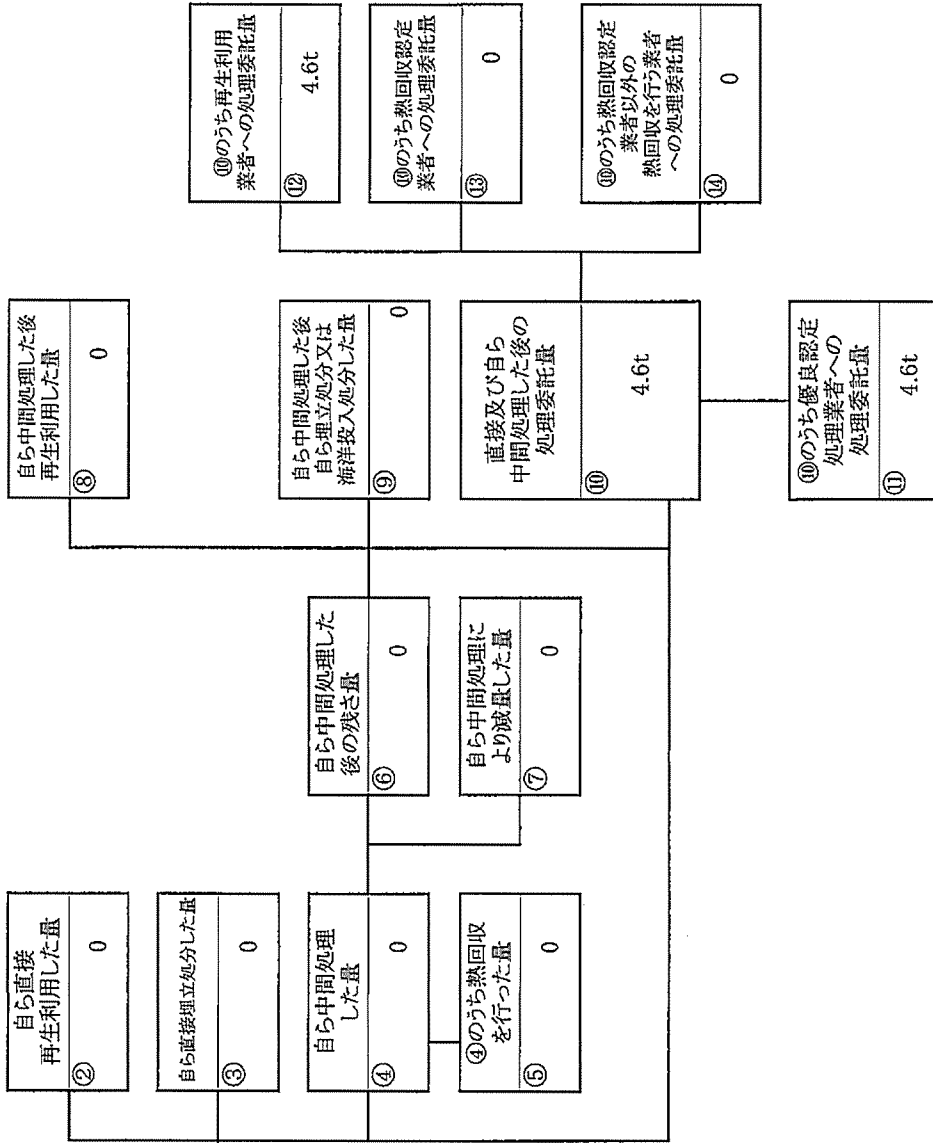 自ら直接
再生利用した量
②
0
自ら直接埋立処分した量
③
0
自ら中間処理
した量
④
0
④のうち熱回収
を行った量
⑤
0
自ら中間処理した
後の残さ量
⑥
0
自ら中間処理に
より減量した量
⑦
0
自ら中間処理した後
再生利用した量
⑧
0
自ら中間処理した後
自ら埋立処分又は
海洋投入処分した量
⑨
0
直接及び自ら
中間処理した後の
処理委託量
⑩
4.6t
⑩のうち優良認定
処理業者への
処理委託量
⑪
4.6t
⑩のうち再生利用
業者への処理委託量
⑫
4.6t
⑩のうち熱回収認定
業者への処理委託量
⑬
0
⑩のうち熱回収認定
業者以外の
熱回収を行う業者
への処理委託量
⑭
0